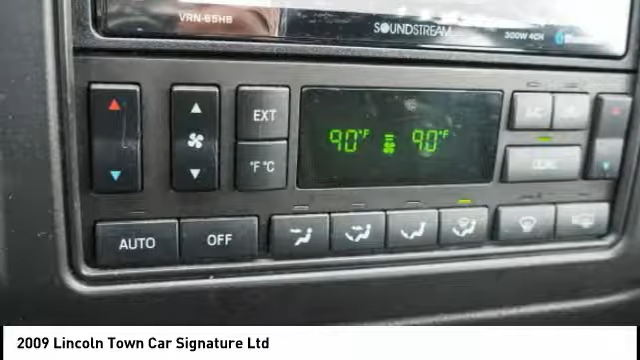 VRN-65HB
SOUNDSTREAM
300W 4CH
EXT
90°F 90°F
°F °C
AUTO OFF
2009 Lincoln Town Car Signature Ltd